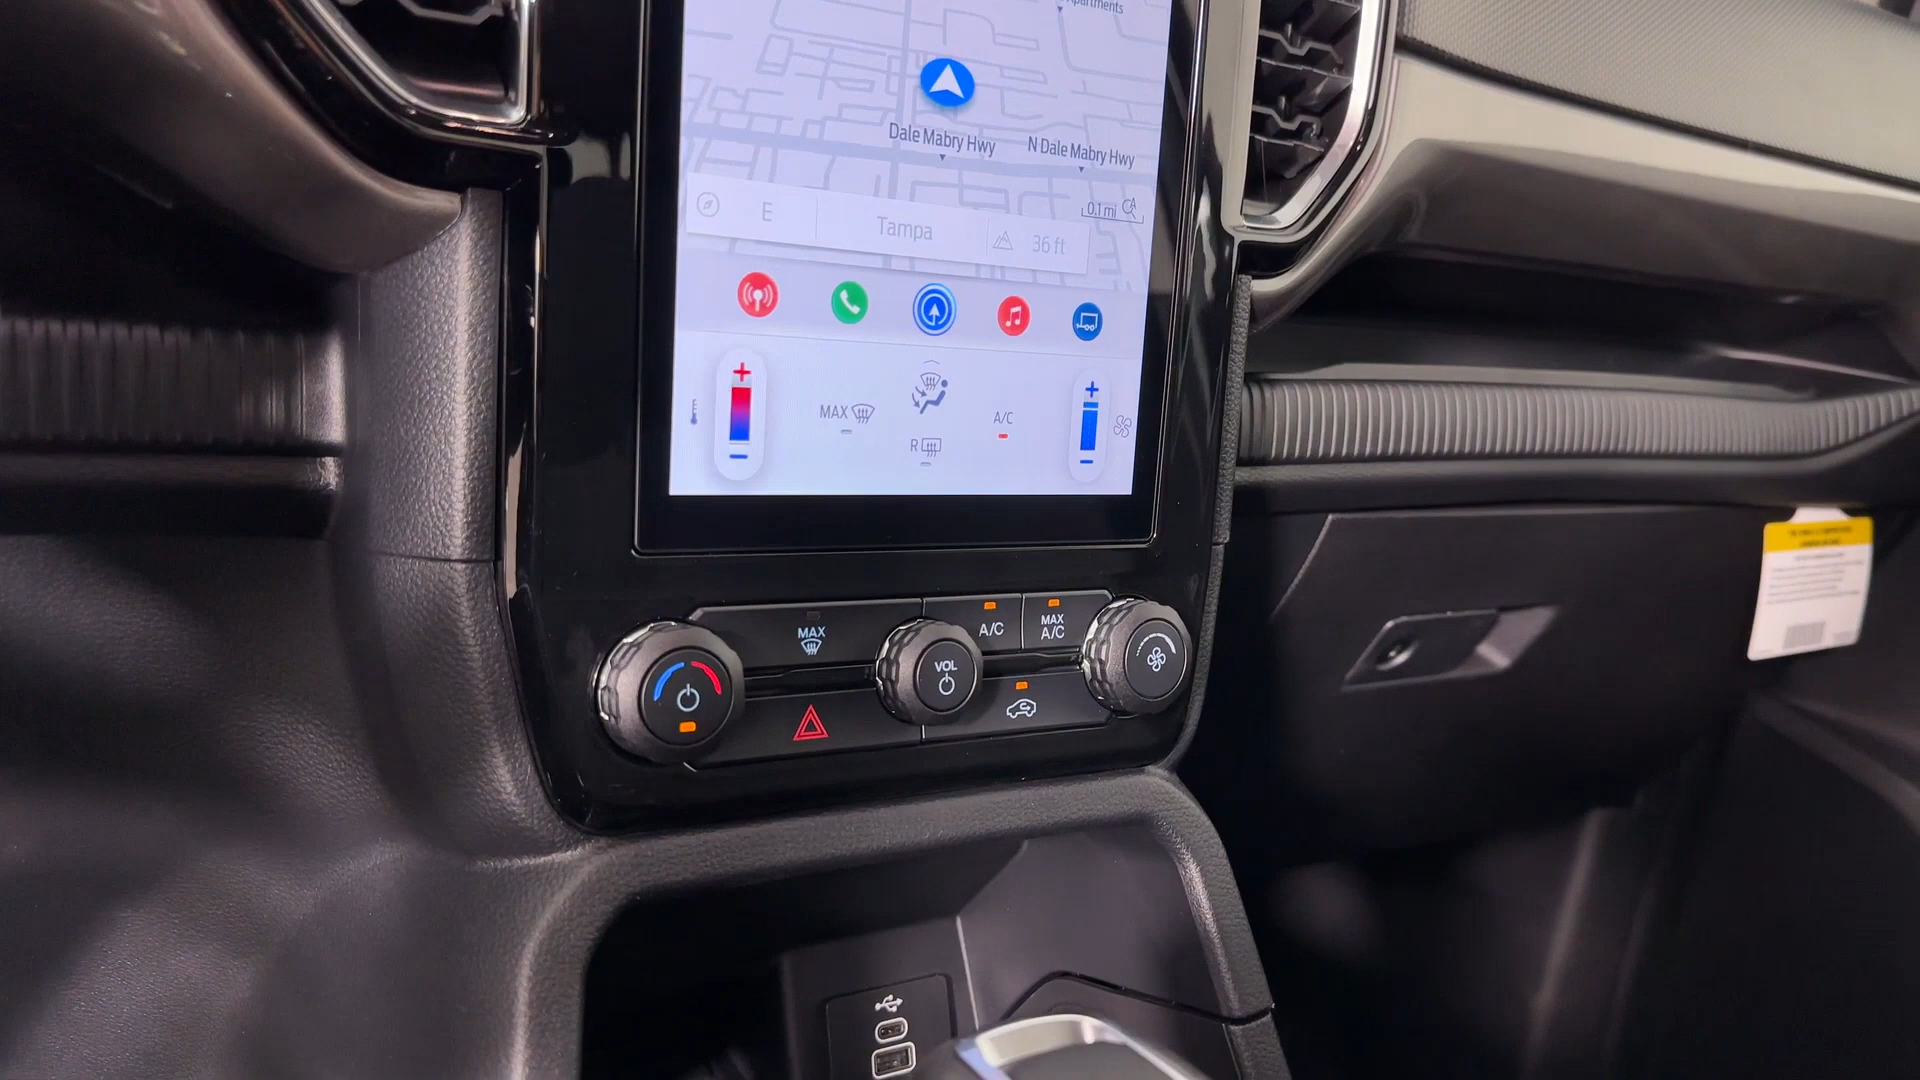 Apartments
Dale Mabry Hwy
N Dale Mabry Hwy
0.1 mi
E
Tampa
36 ft
+
+
MAX
A/C
R
-
-
MAX
A/C
MAX
A/C
VOL